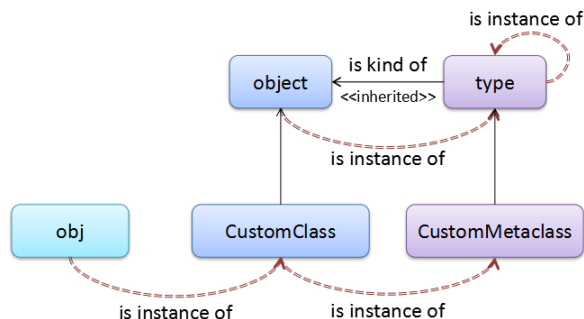 is instance of
is kind of
object
type
<<inherited>>
is instance of
obj
CustomClass
CustomMetaclass
is instance of
is instance of